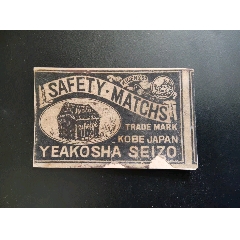 SAFETY·MATCHS
TRADE MARK
KOBE JAPAN
YEAKOSHA SEIZO